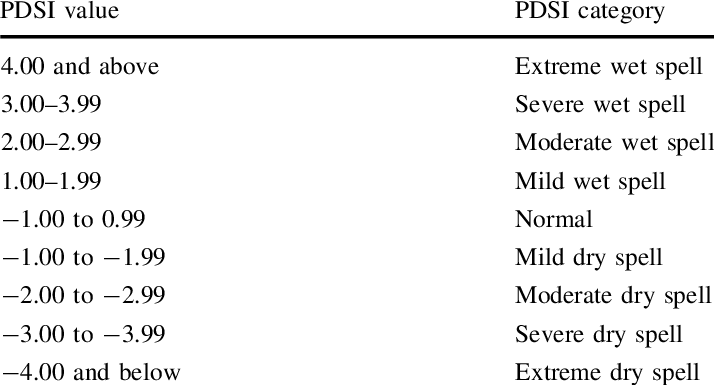 PDSI value PDSI category
4.00 and above Extreme wet spell
3.00–3.99 Severe wet spell
2.00–2.99 Moderate wet spell
1.00–1.99 Mild wet spell
−1.00 to 0.99 Normal
−1.00 to −1.99 Mild dry spell
−2.00 to −2.99 Moderate dry spell
−3.00 to −3.99 Severe dry spell
−4.00 and below Extreme dry spell